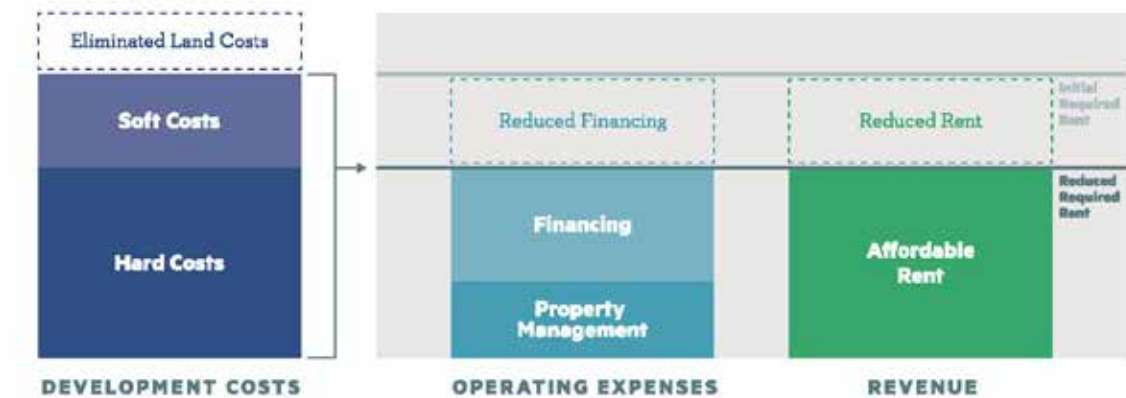 Eliminated Land Costs
Soft Costs
Hard Costs
DEVELOPMENT COSTS
Reduced Financing
Financing
Property
Management
OPERATING EXPENSES
Reduced Rent
Affordable
Rent
REVENUE
Initial
Required
Rent
Reduced
Required
Rent